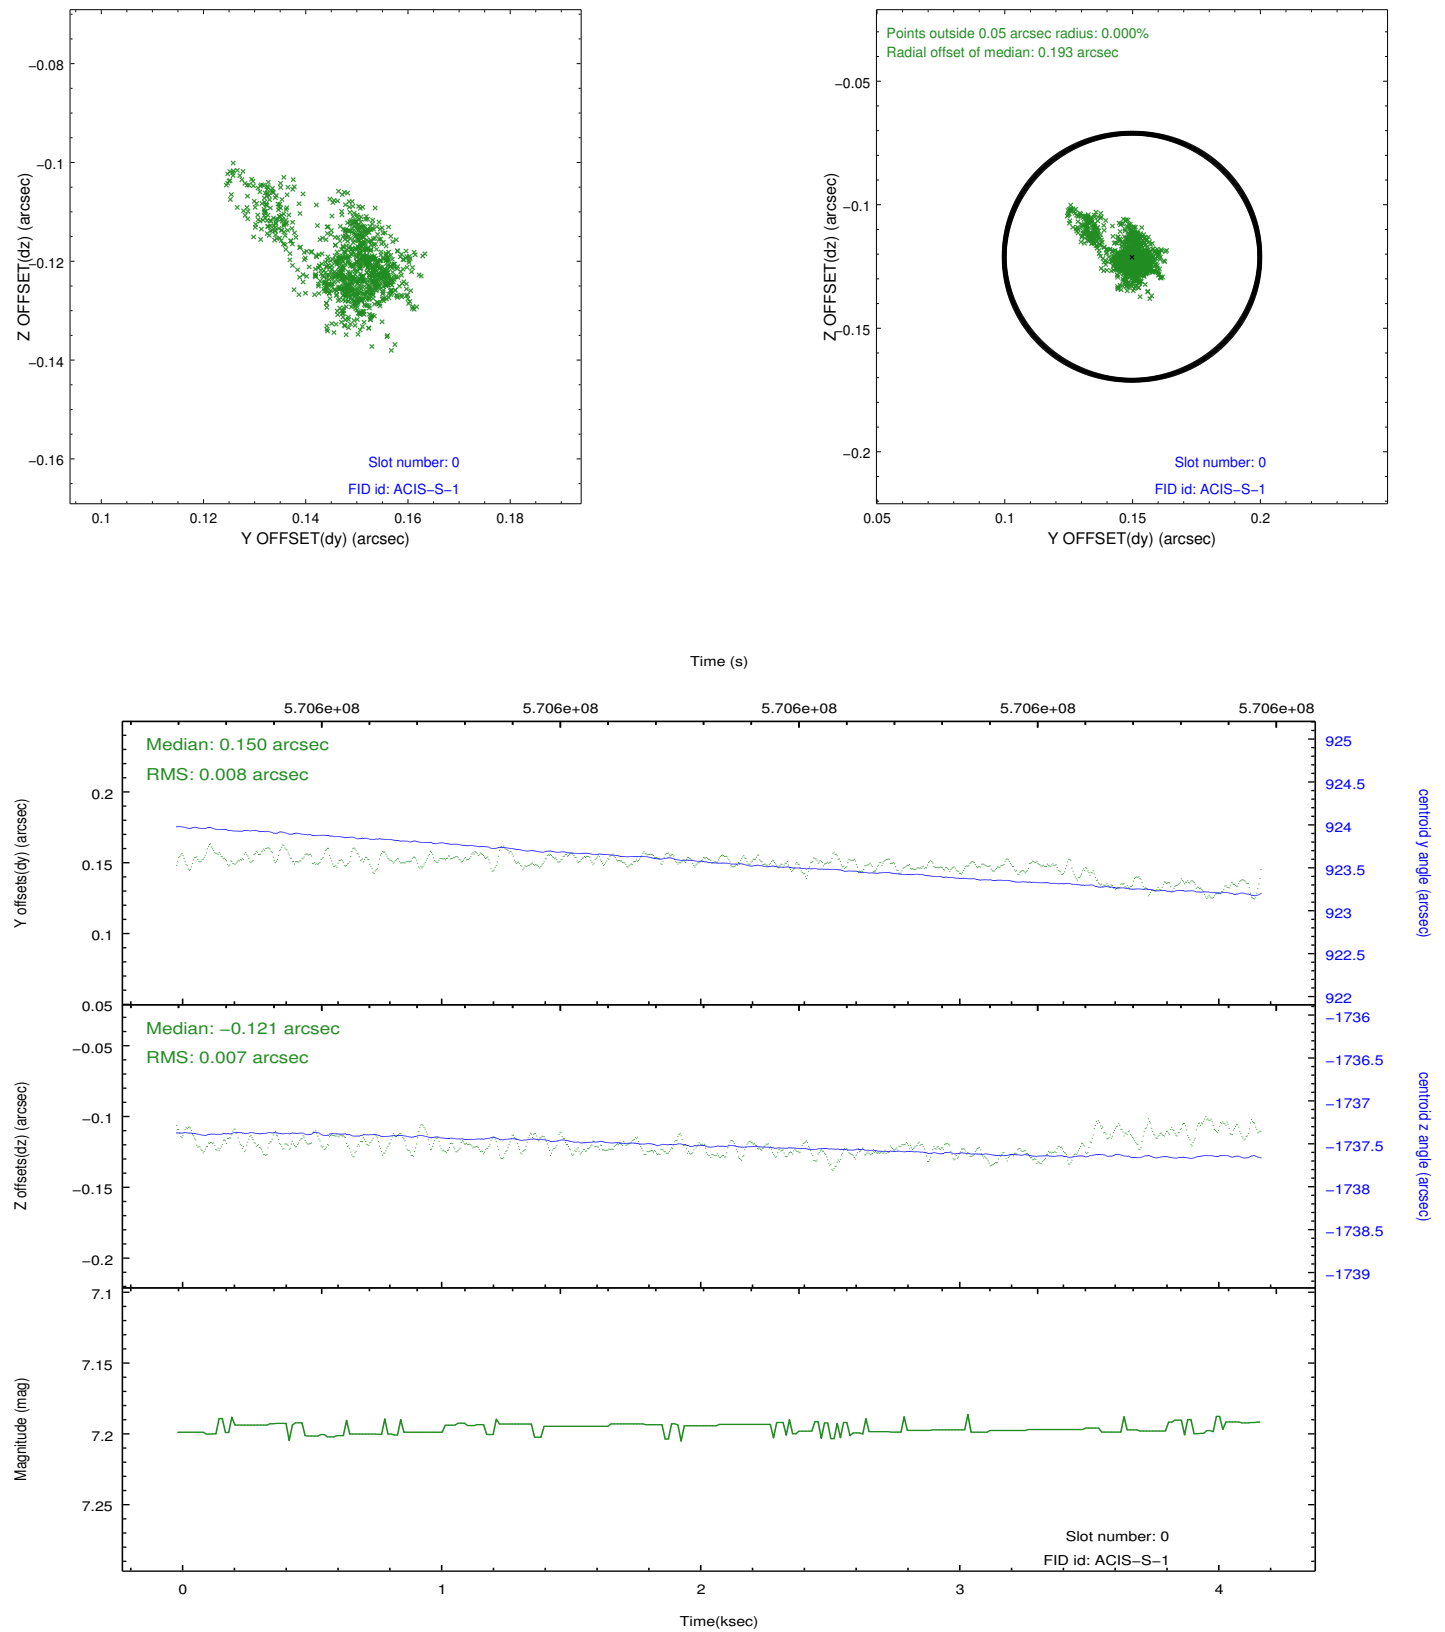 −0.08
−0.1
−0.12
−0.14
−0.16
Z OFFSET(dz) (arcsec)
Slot number: 0
FID id: ACIS−S−1
0.1
0.12
0.14
0.16
0.18
Y OFFSET(dy) (arcsec)
Points outside 0.05 arcsec radius: 0.000%
Radial offset of median: 0.193 arcsec
−0.05
−0.1
−0.15
−0.2
Z OFFSET(dz) (arcsec)
Slot number: 0
FID id: ACIS−S−1
0.05
0.1
0.15
0.2
Y OFFSET(dy) (arcsec)
Time (s)
5.706e+08
5.706e+08
5.706e+08
5.706e+08
5.706e+08
Median: 0.150 arcsec
RMS: 0.008 arcsec
0.2
0.15
0.1
0.05
Y offsets(dy) (arcsec)
925
924.5
924
923.5
923
922.5
922
centroid y angle (arcsec)
Median: −0.121 arcsec
RMS: 0.007 arcsec
−0.05
−0.1
−0.15
−0.2
Z offsets(dz) (arcsec)
−1736
−1736.5
−1737
−1737.5
−1738
−1738.5
−1739
centroid z angle (arcsec)
7.1
7.15
7.2
7.25
Magnitude (mag)
Slot number: 0
FID id: ACIS−S−1
0
1
2
3
4
Time(ksec)